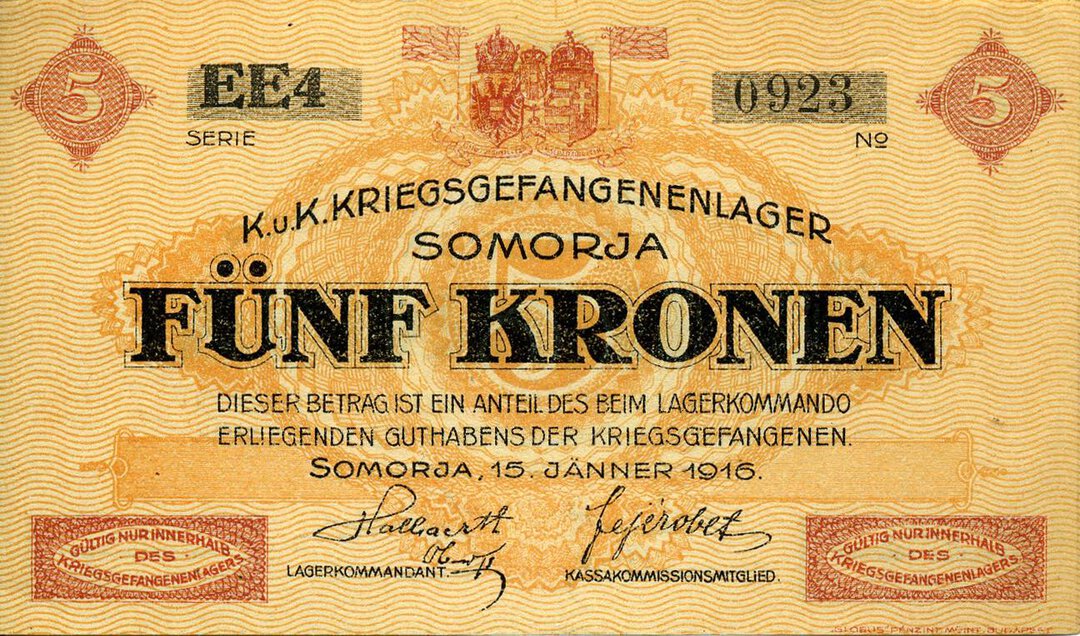 5
EE4
SERIE
0923
№
5
K.u.K. KRIEGSGEFANGENENLAGER
SOMORJA
FÜNF KRONEN
5
DIESER BETRAG IST EIN ANTEIL DES BEIM LAGERKOMMANDO
ERLIEGENDEN GUTHABENS DER KRIEGSGEFANGENEN.
SOMORJA, 15. JÄNNER 1916.
LAGERKOMMANDANT.
KASSAKOMMISSIONSMITGLIED.
GÜLTIG NUR INNERHALB
DES
KRIEGSGEFANGENENLAGERS
GÜLTIG NUR INNERHALB
DES
KRIEGSGEFANGENENLAGERS